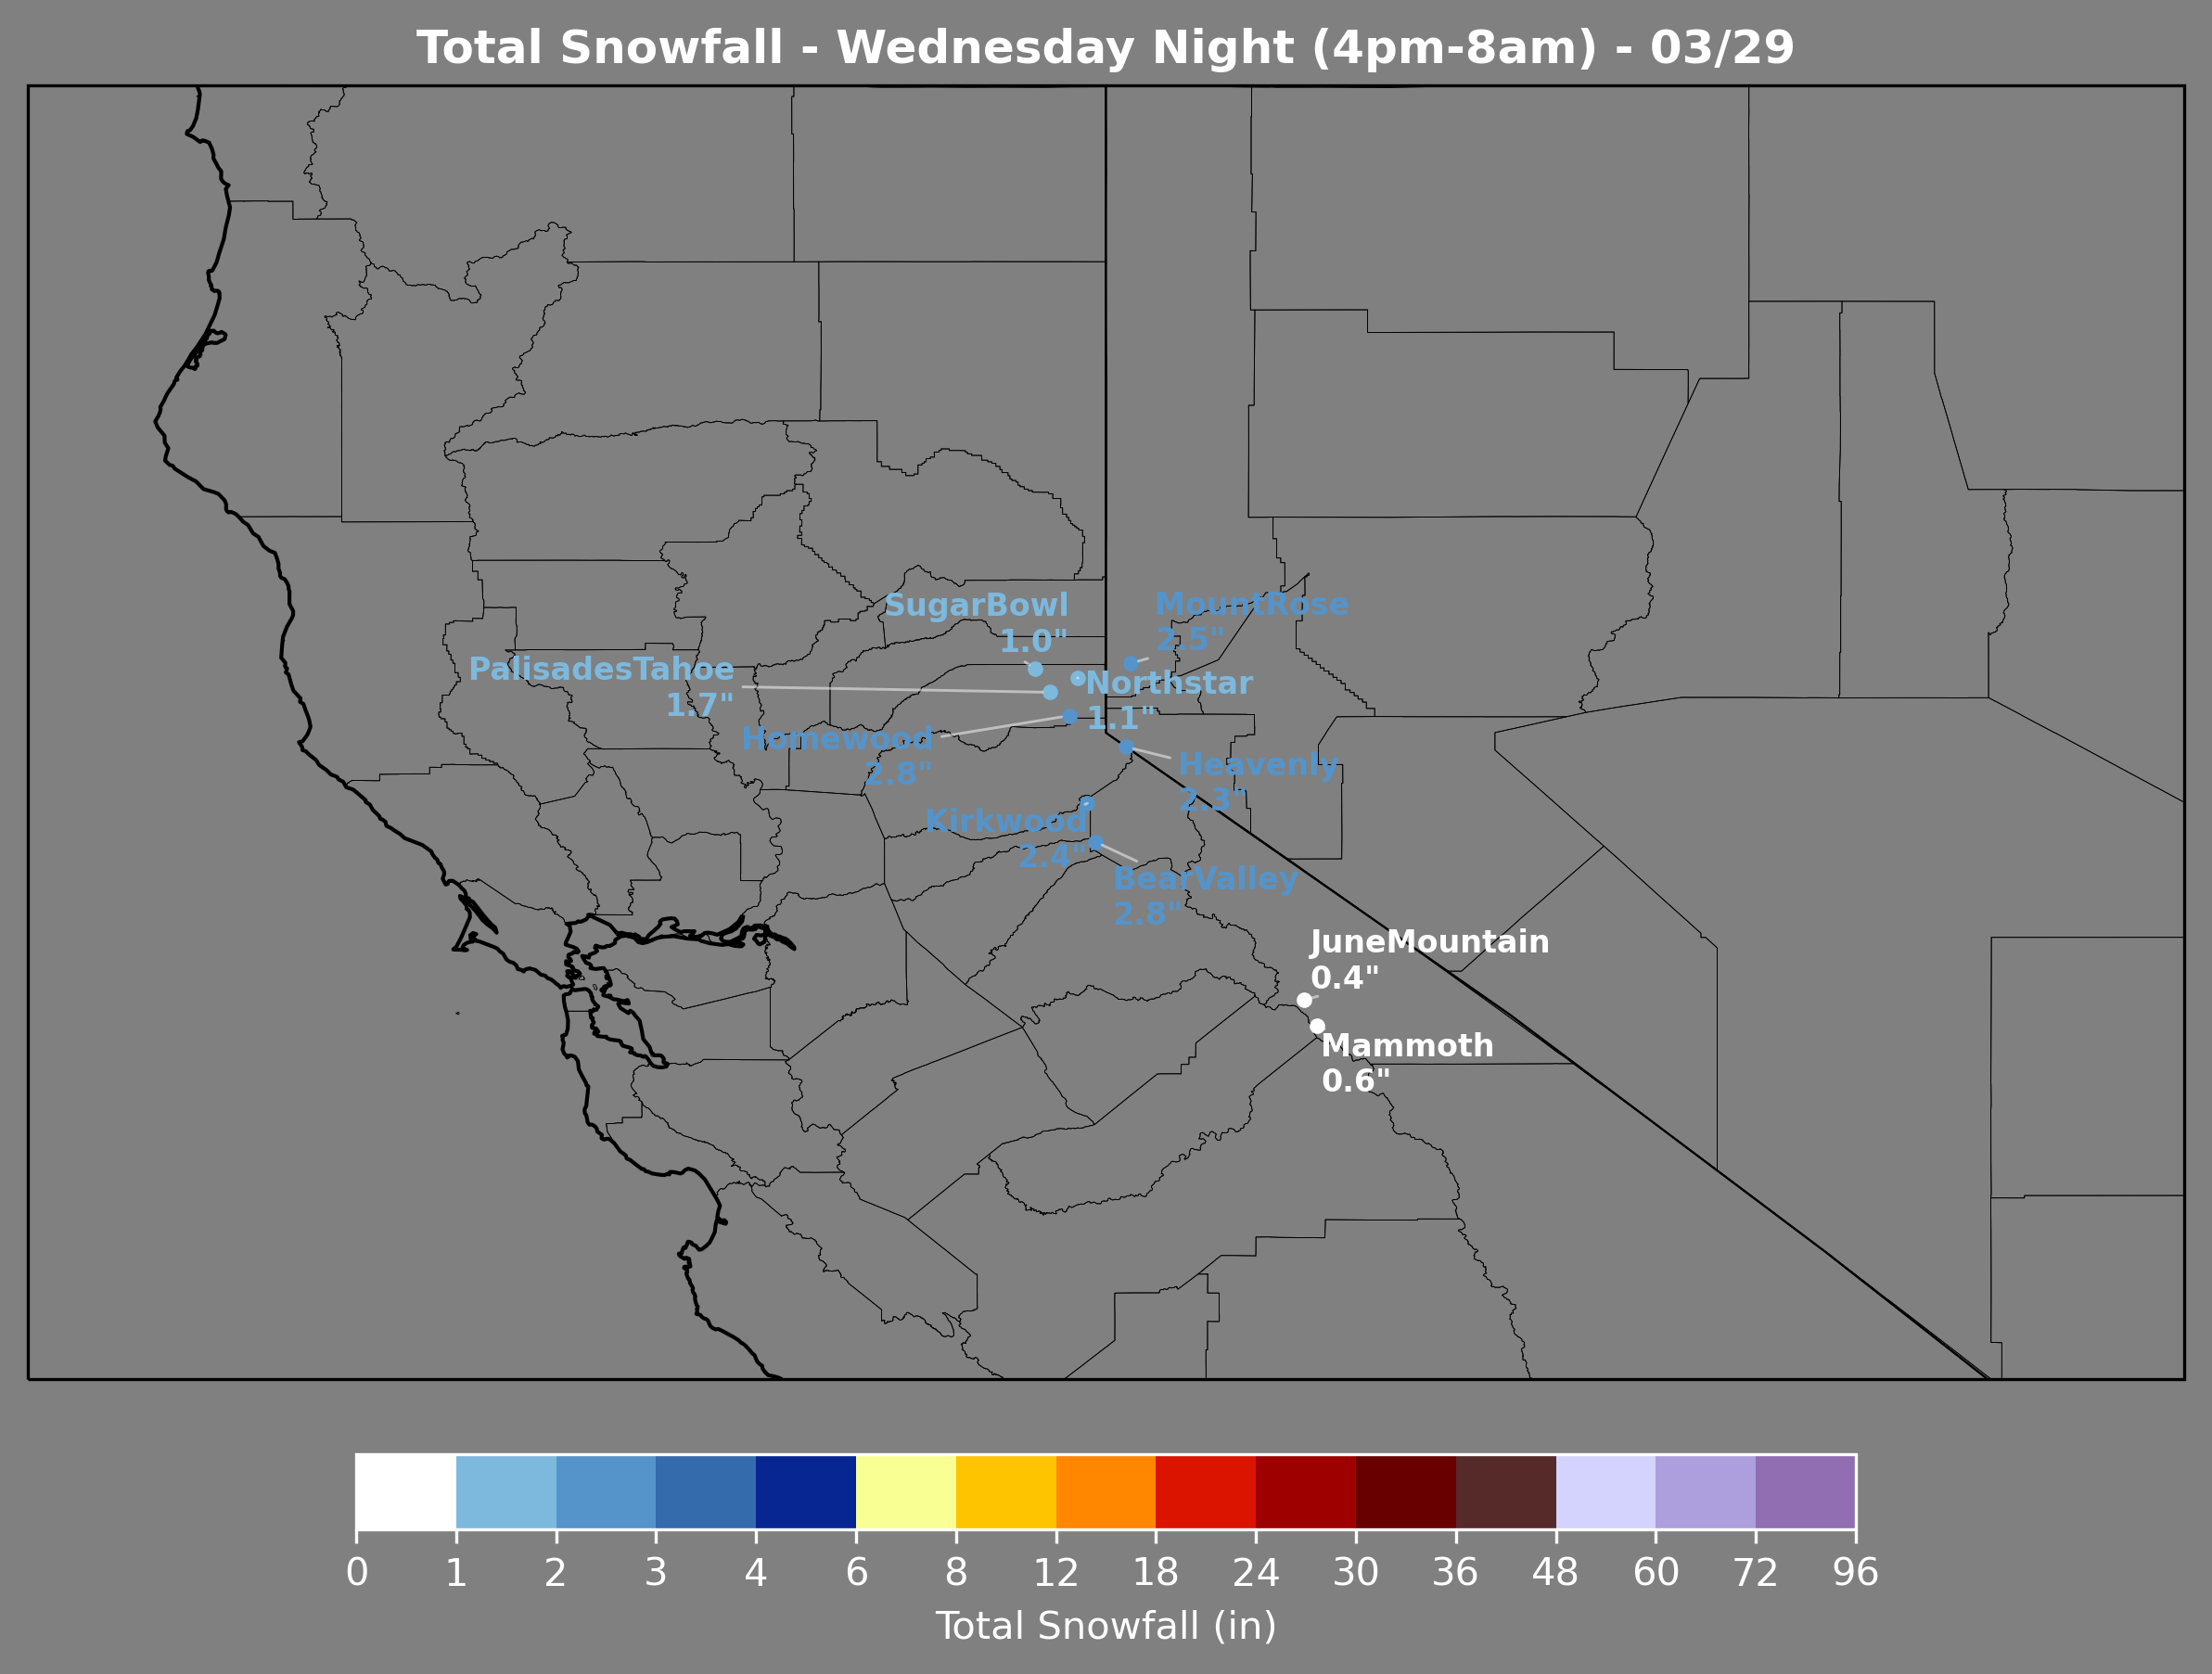 Total Snowfall - Wednesday Night (4pm-8am) - 03/29
SugarBowl
1.0"
MountRose
2.5"
PalisadesTahoe
1.7"
Northstar
1.1"
Homewood
2.8"
Heavenly
2.3"
Kirkwood
2.4"
BearValley
2.8"
JuneMountain
0.4"
Mammoth
0.6"
0 1 2 3 4 6 8 12 18 24 30 36 48 60 72 96
Total Snowfall (in)